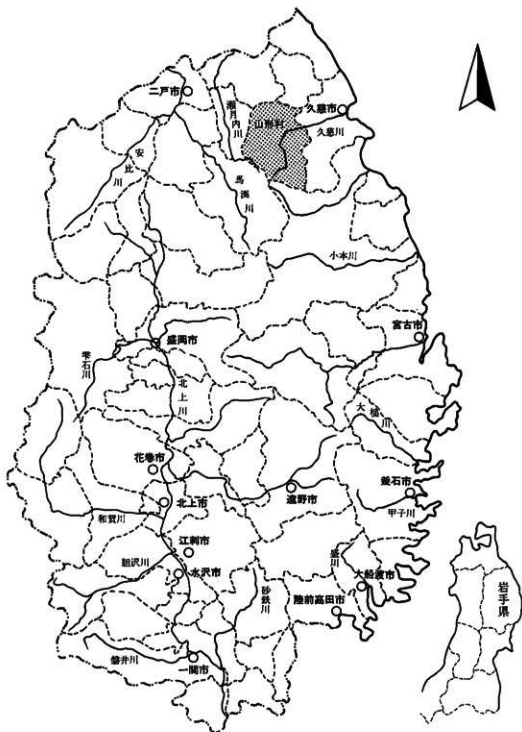 二戸市
瀬月内川
久慈市
山形村
久慈川
安比川
馬渕川
小本川
宮古市
盛岡市
雫石川
北上川
大槌川
花巻市
遠野市
釜石市
北上市
甲子川
和賀川
江刺市
胆沢川
盛川
水沢市
大船渡市
砂鉄川
陸前高田市
岩手県
磐井川
一関市